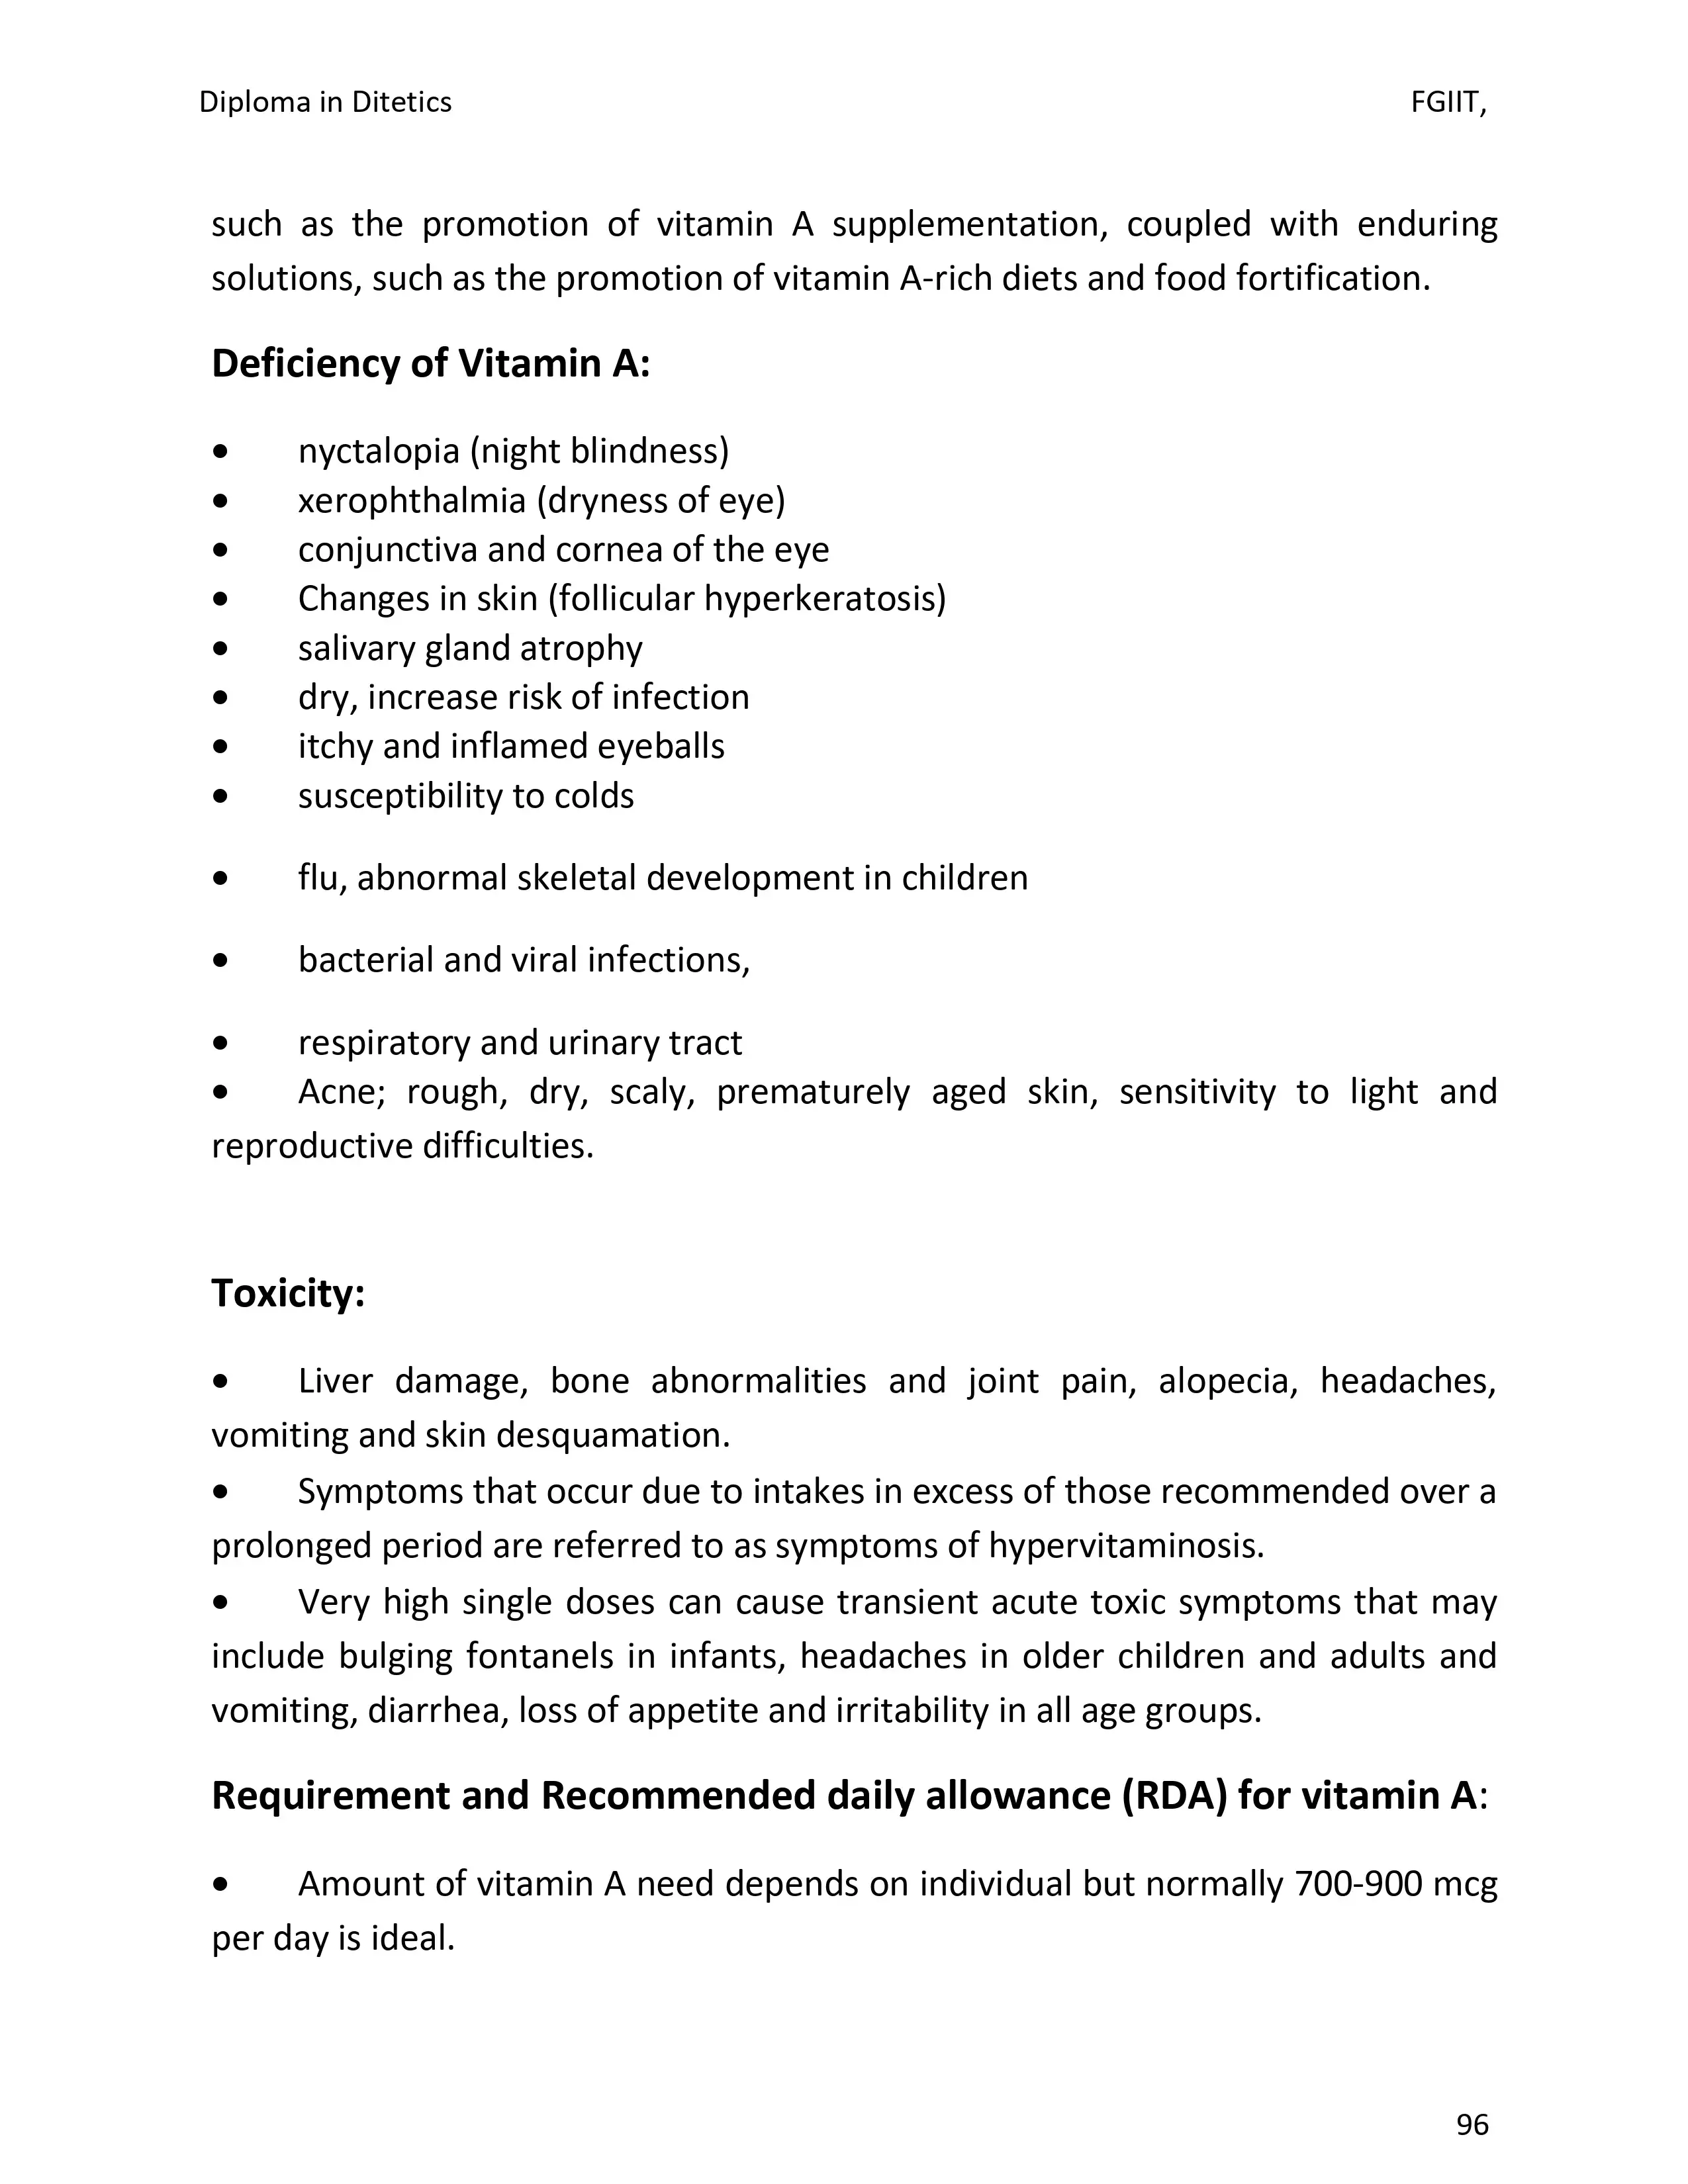 Diploma in Ditetics FGIIT,
such as the promotion of vitamin A supplementation, coupled with enduring
solutions, such as the promotion of vitamin A-rich diets and food fortification.
Deficiency of Vitamin A:
• nyctalopia (night blindness)
• xerophthalmia (dryness of eye)
• conjunctiva and cornea of the eye
• Changes in skin (follicular hyperkeratosis)
• salivary gland atrophy
• dry, increase risk of infection
• itchy and inflamed eyeballs
• susceptibility to colds
• flu, abnormal skeletal development in children
• bacterial and viral infections,
• respiratory and urinary tract
• Acne; rough, dry, scaly, prematurely aged skin, sensitivity to light and
reproductive difficulties.
Toxicity:
• Liver damage, bone abnormalities and joint pain, alopecia, headaches,
vomiting and skin desquamation.
• Symptoms that occur due to intakes in excess of those recommended over a
prolonged period are referred to as symptoms of hypervitaminosis.
• Very high single doses can cause transient acute toxic symptoms that may
include bulging fontanels in infants, headaches in older children and adults and
vomiting, diarrhea, loss of appetite and irritability in all age groups.
Requirement and Recommended daily allowance (RDA) for vitamin A:
• Amount of vitamin A need depends on individual but normally 700-900 mcg
per day is ideal.
96